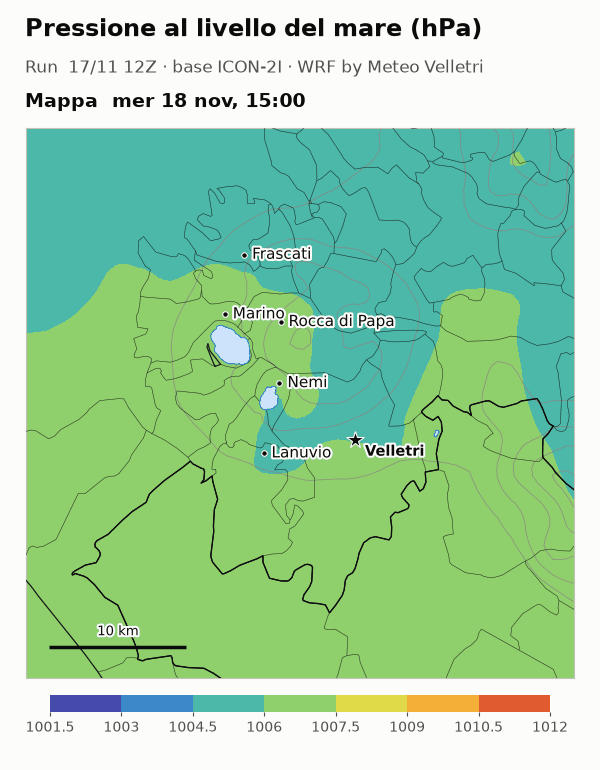 Pressione al livello del mare (hPa)
Run  17/11 12Z · base ICON-2I · WRF by Meteo Velletri
Mappa  mer 18 nov, 15:00
Frascati
Marino
Rocca di Papa
Nemi
Velletri
Lanuvio
10 km
1001.5 1003 1004.5 1006 1007.5 1009 1010.5 1012